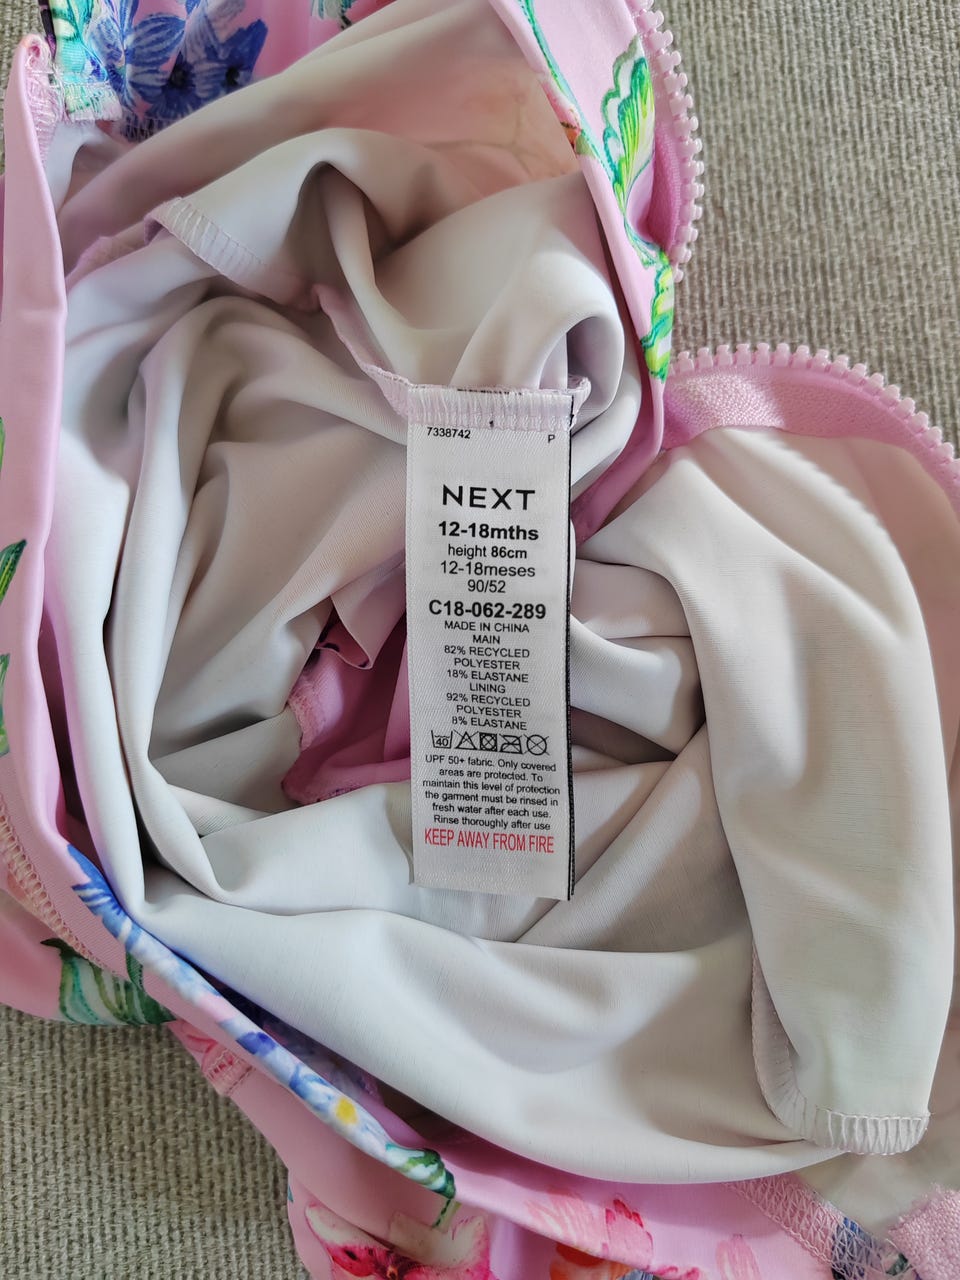 7338742 P
NEXT
12-18mths
height 86cm
12-18meses
90/52
C18-062-289
MADE IN CHINA
MAIN
82% RECYCLED
POLYESTER
18% ELASTANE
LINING
92% RECYCLED
POLYESTER
8% ELASTANE
40
UPF 50+ fabric. Only covered
areas are protected. To
maintain this level of protection
the garment must be rinsed in
fresh water after each use.
Rinse thoroughly after use
KEEP AWAY FROM FIRE